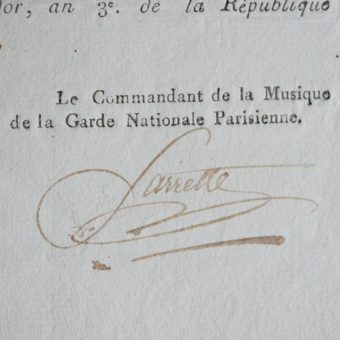 dor, an 3e. de la République
Le Commandant de la Musique
de la Garde Nationale Parisienne.
Sarrette